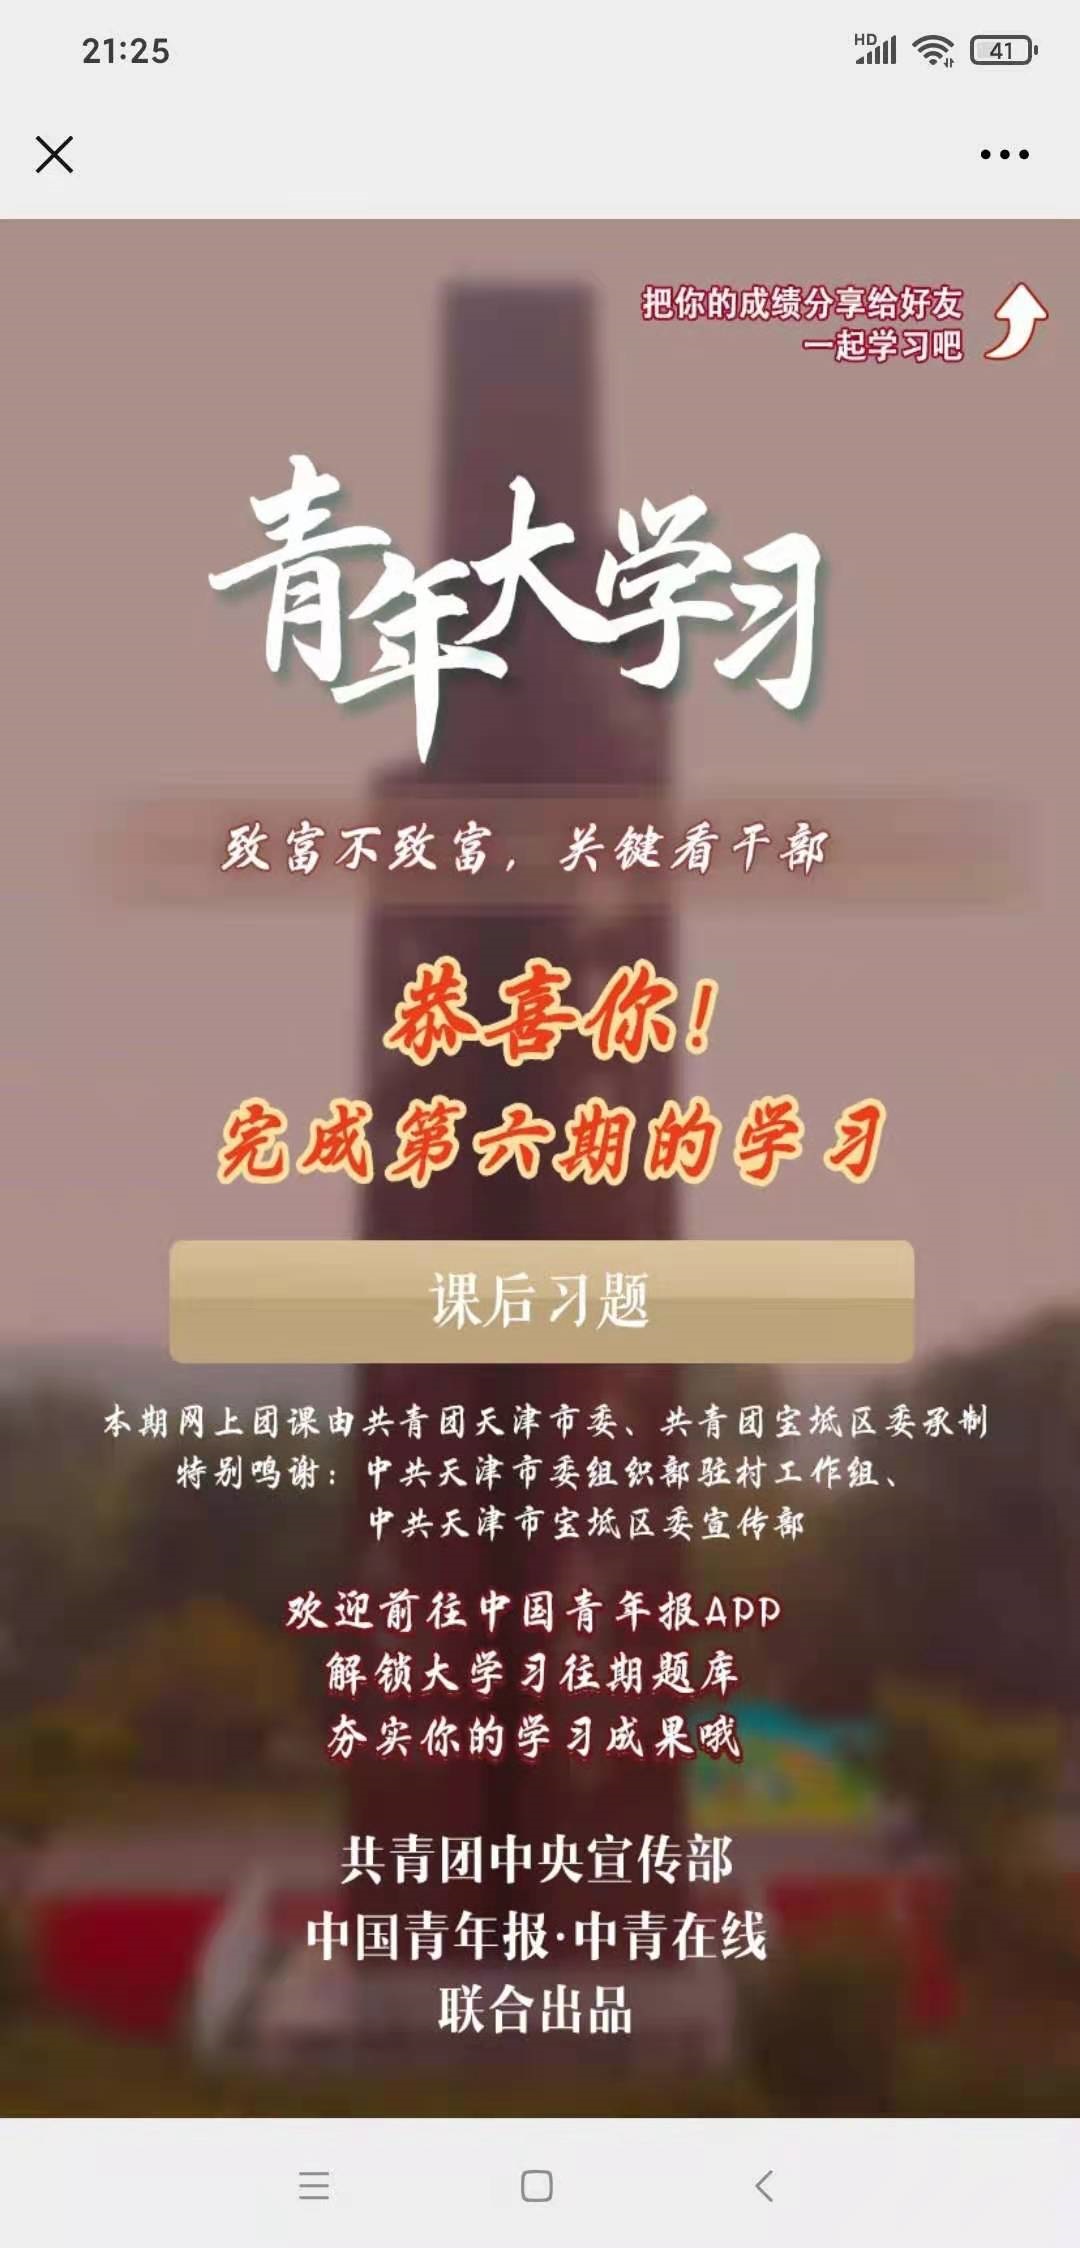 21:25
HD
41
把你的成绩分享给好友
一起学习吧
青年大学习
致富不致富，关键看干部
恭喜你！
完成第六期的学习
课后习题
本期网上团课由共青团天津市委、共青团宝坻区委承制
特别鸣谢：中共天津市委组织部驻村工作组、
中共天津市宝坻区委宣传部
欢迎前往中国青年报APP
解锁大学习往期题库
夯实你的学习成果哦
共青团中央宣传部
中国青年报·中青在线
联合出品